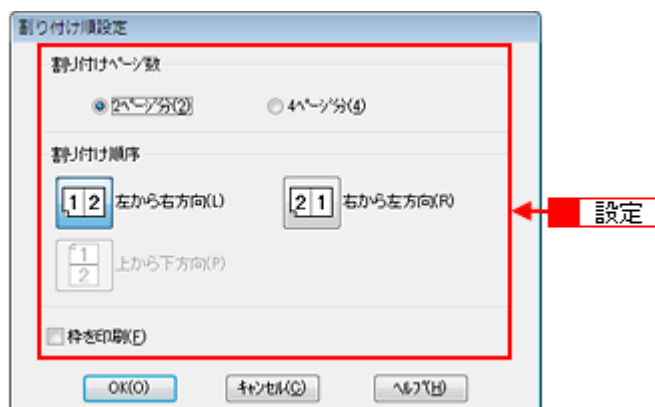 割り付け順設定
割り付けページ数
2ページ分(2)
4ページ分(4)
割り付け順序
1 2 左から右方向(L)
2 1 右から左方向(R)
設定
1
2
上から下方向(P)
枠を印刷(F)
OK(O)
キャンセル(C)
ヘルプ(H)